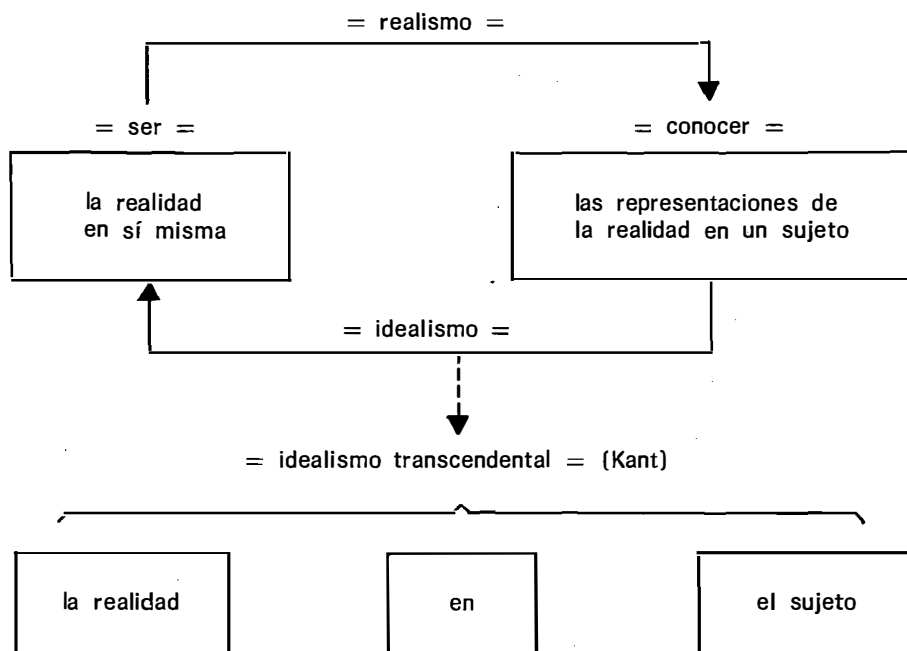 = realismo =
= ser =
= conocer =
la realidad
en sí misma
las representaciones de
la realidad en un sujeto
= idealismo =
= idealismo transcendental = (Kant)
la realidad
en
el sujeto